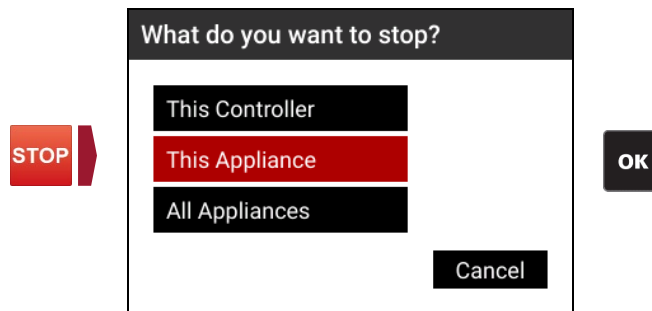 What do you want to stop?
This Controller
STOP
This Appliance
OK
All Appliances
Cancel